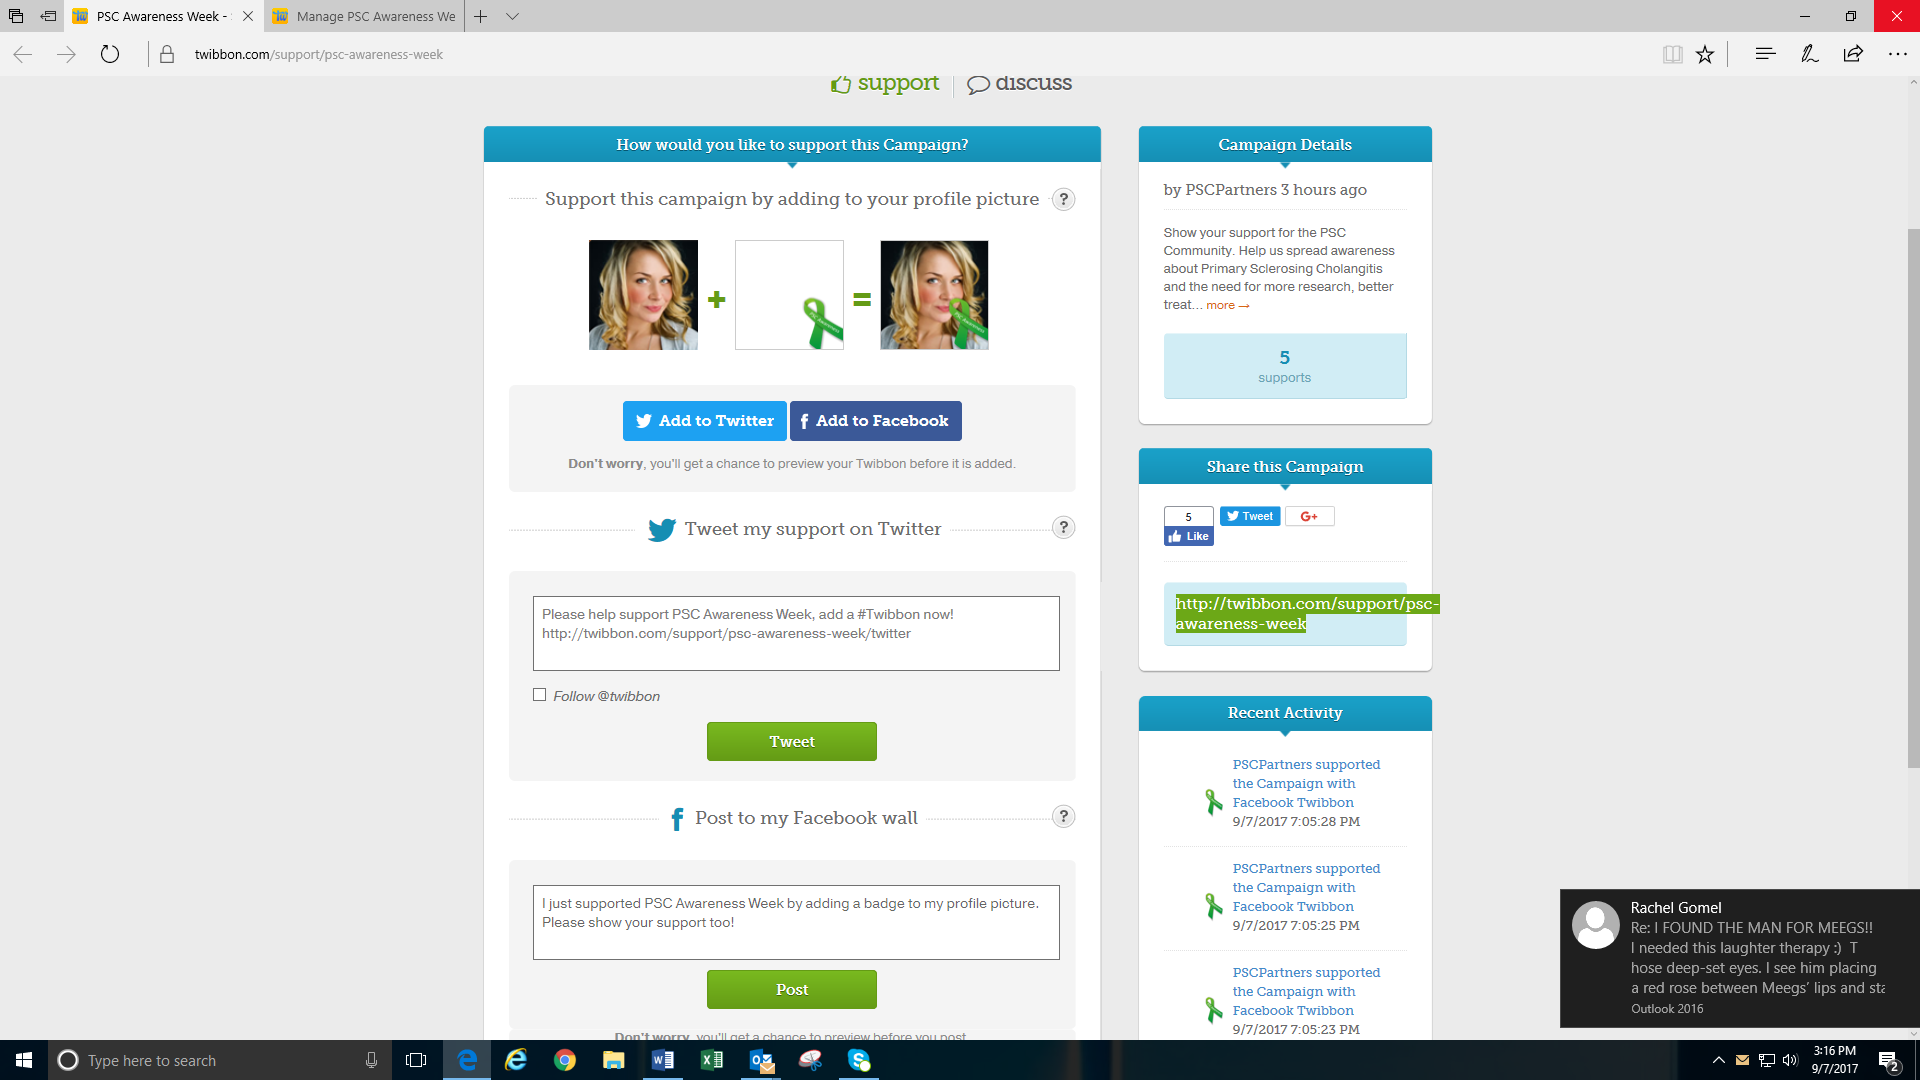 PSC Awareness Week -
Manage PSC Awareness We
twibbon.com/support/psc-awareness-week
support
discuss
How would you like to support this Campaign?
Support this campaign by adding to your profile picture
?
+
=
Add to Twitter
f Add to Facebook
Don't worry, you'll get a chance to preview your Twibbon before it is added.
Tweet my support on Twitter
?
Please help support PSC Awareness Week, add a #Twibbon now!
http://twibbon.com/support/psc-awareness-week/twitter
Follow @twibbon
Tweet
f Post to my Facebook wall
?
I just supported PSC Awareness Week by adding a badge to my profile picture.
Please show your support too!
Post
Don't worry, you'll get a chance to preview before you post.
Campaign Details
by PSCPartners 3 hours ago
Show your support for the PSC
Community. Help us spread awareness
about Primary Sclerosing Cholangitis
and the need for more research, better
treat... more →
5
supports
Share this Campaign
5
Like
Tweet
G+
http://twibbon.com/support/psc-
awareness-week
Recent Activity
PSCPartners supported
the Campaign with
Facebook Twibbon
9/7/2017 7:05:28 PM
PSCPartners supported
the Campaign with
Facebook Twibbon
9/7/2017 7:05:25 PM
PSCPartners supported
the Campaign with
Facebook Twibbon
9/7/2017 7:05:23 PM
Rachel Gomel
Re: I FOUND THE MAN FOR MEEGS!!
I needed this laughter therapy :) T
hose deep-set eyes. I see him placing
a red rose between Meegs' lips and sta
Outlook 2016
Type here to search
3:16 PM
9/7/2017
2